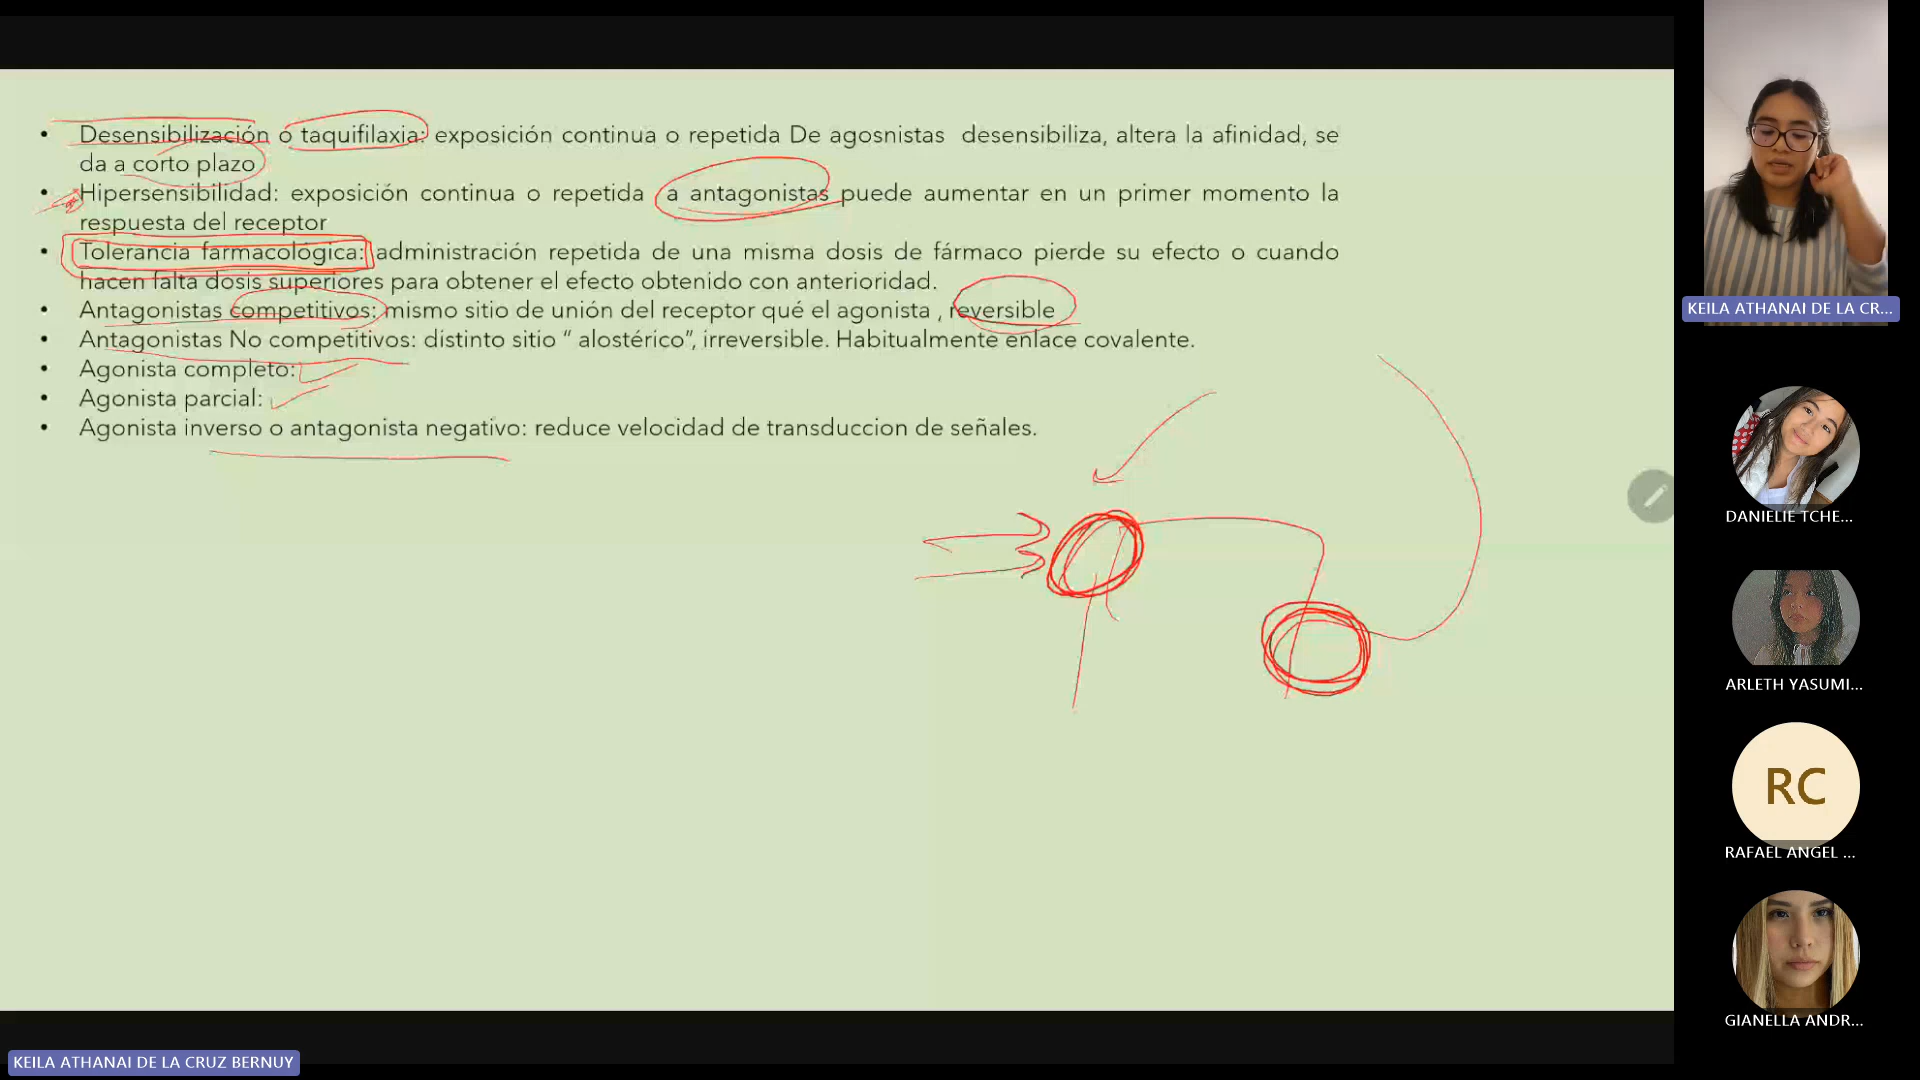 • Desensibilización o taquifilaxia: exposición continua o repetida De agosnistas desensibiliza, altera la afinidad, se
da a corto plazo
• Hipersensibilidad: exposición continua o repetida a antagonistas puede aumentar en un primer momento la
respuesta del receptor
• Tolerancia farmacológica: administración repetida de una misma dosis de fármaco pierde su efecto o cuando
hacen falta dosis superiores para obtener el efecto obtenido con anterioridad.
• Antagonistas competitivos: mismo sitio de unión del receptor qué el agonista , reversible
• Antagonistas No competitivos: distinto sitio “ alostérico”, irreversible. Habitualmente enlace covalente.
• Agonista completo:
• Agonista parcial:
• Agonista inverso o antagonista negativo: reduce velocidad de transduccion de señales.
KEILA ATHANAI DE LA CR...
DANIELIE TCHE...
ARLETH YASUMI...
RC
RAFAEL ANGEL ...
GIANELLA ANDR...
KEILA ATHANAI DE LA CRUZ BERNUY